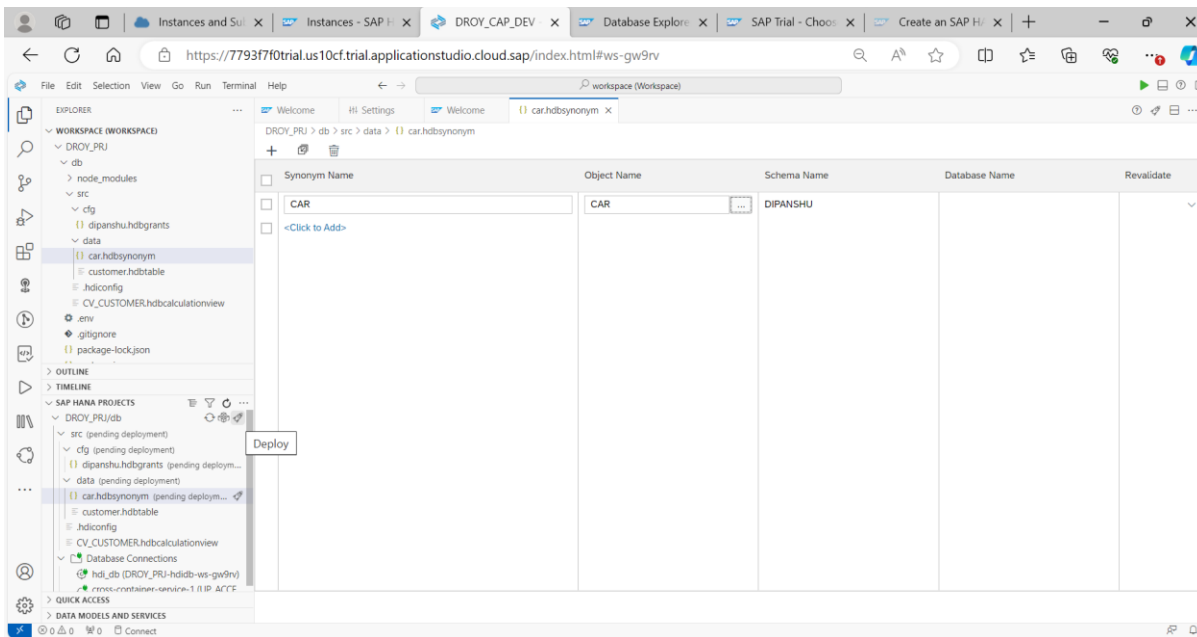 Instances and Sul
Instances - SAP H
DROY_CAP_DEV -
Database Explore
SAP Trial - Choos
Create an SAP H
https://7793f7f0trial.us10cf.trial.applicationstudio.cloud.sap/index.html#ws-gw9rv
File Edit Selection View Go Run Terminal Help
workspace (Workspace)
EXPLORER
Welcome
Settings
Welcome
car.hdbsynonym
WORKSPACE (WORKSPACE)
DROY_PRJ > db > src > data > {} car.hdbsynonym
DROY_PRJ
db
node_modules
src
cfg
dipanshu.hdbgrants
data
car.hdbsynonym
customer.hdbtable
.hdiconfig
CV_CUSTOMER.hdbcalculationview
.env
.gitignore
package-lock.json
OUTLINE
TIMELINE
SAP HANA PROJECTS
DROY_PRJ/db
src (pending deployment)
cfg (pending deployment)
dipanshu.hdbgrants (pending deploym...
data (pending deployment)
car.hdbsynonym (pending deploym...
customer.hdbtable
.hdiconfig
CV_CUSTOMER.hdbcalculationview
Database Connections
hdi_db (DROY_PRJ-hdidb-ws-gw9rv)
cross-container-service-1 (UP_ACCE
QUICK ACCESS
DATA MODELS AND SERVICES
0 0 0 Connect
Deploy
Synonym Name Object Name Schema Name Database Name Revalidate
CAR CAR ... DIPANSHU
<Click to Add>